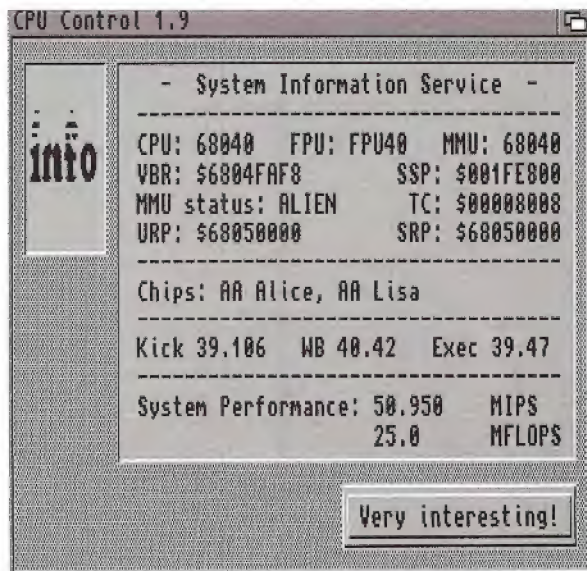 CPU Control 1.9
info
- System Information Service -
CPU: 68040 FPU: FPU40 MMU: 68040
VBR: $6804FAF8 SSP: $001FE800
MMU status: ALIEN TC: $00008008
URP: $68050000 SRP: $68050000
Chips: AA Alice, AA Lisa
Kick 39.106 WB 40.42 Exec 39.47
System Performance: 50.950 MIPS
25.0 MFLOPS
Very interesting!